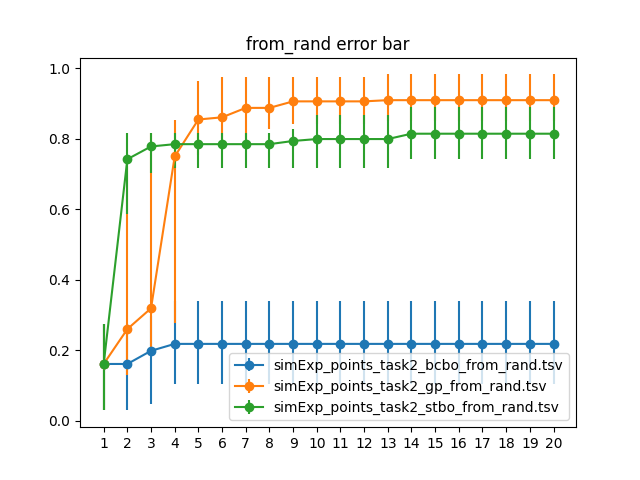 from_rand error bar
1.0
0.8
0.6
0.4
0.2
0.0
simExp_points_task2_bcbo_from_rand.tsv
simExp_points_task2_gp_from_rand.tsv
simExp_points_task2_stbo_from_rand.tsv
1 2 3 4 5 6 7 8 9 10 11 12 13 14 15 16 17 18 19 20